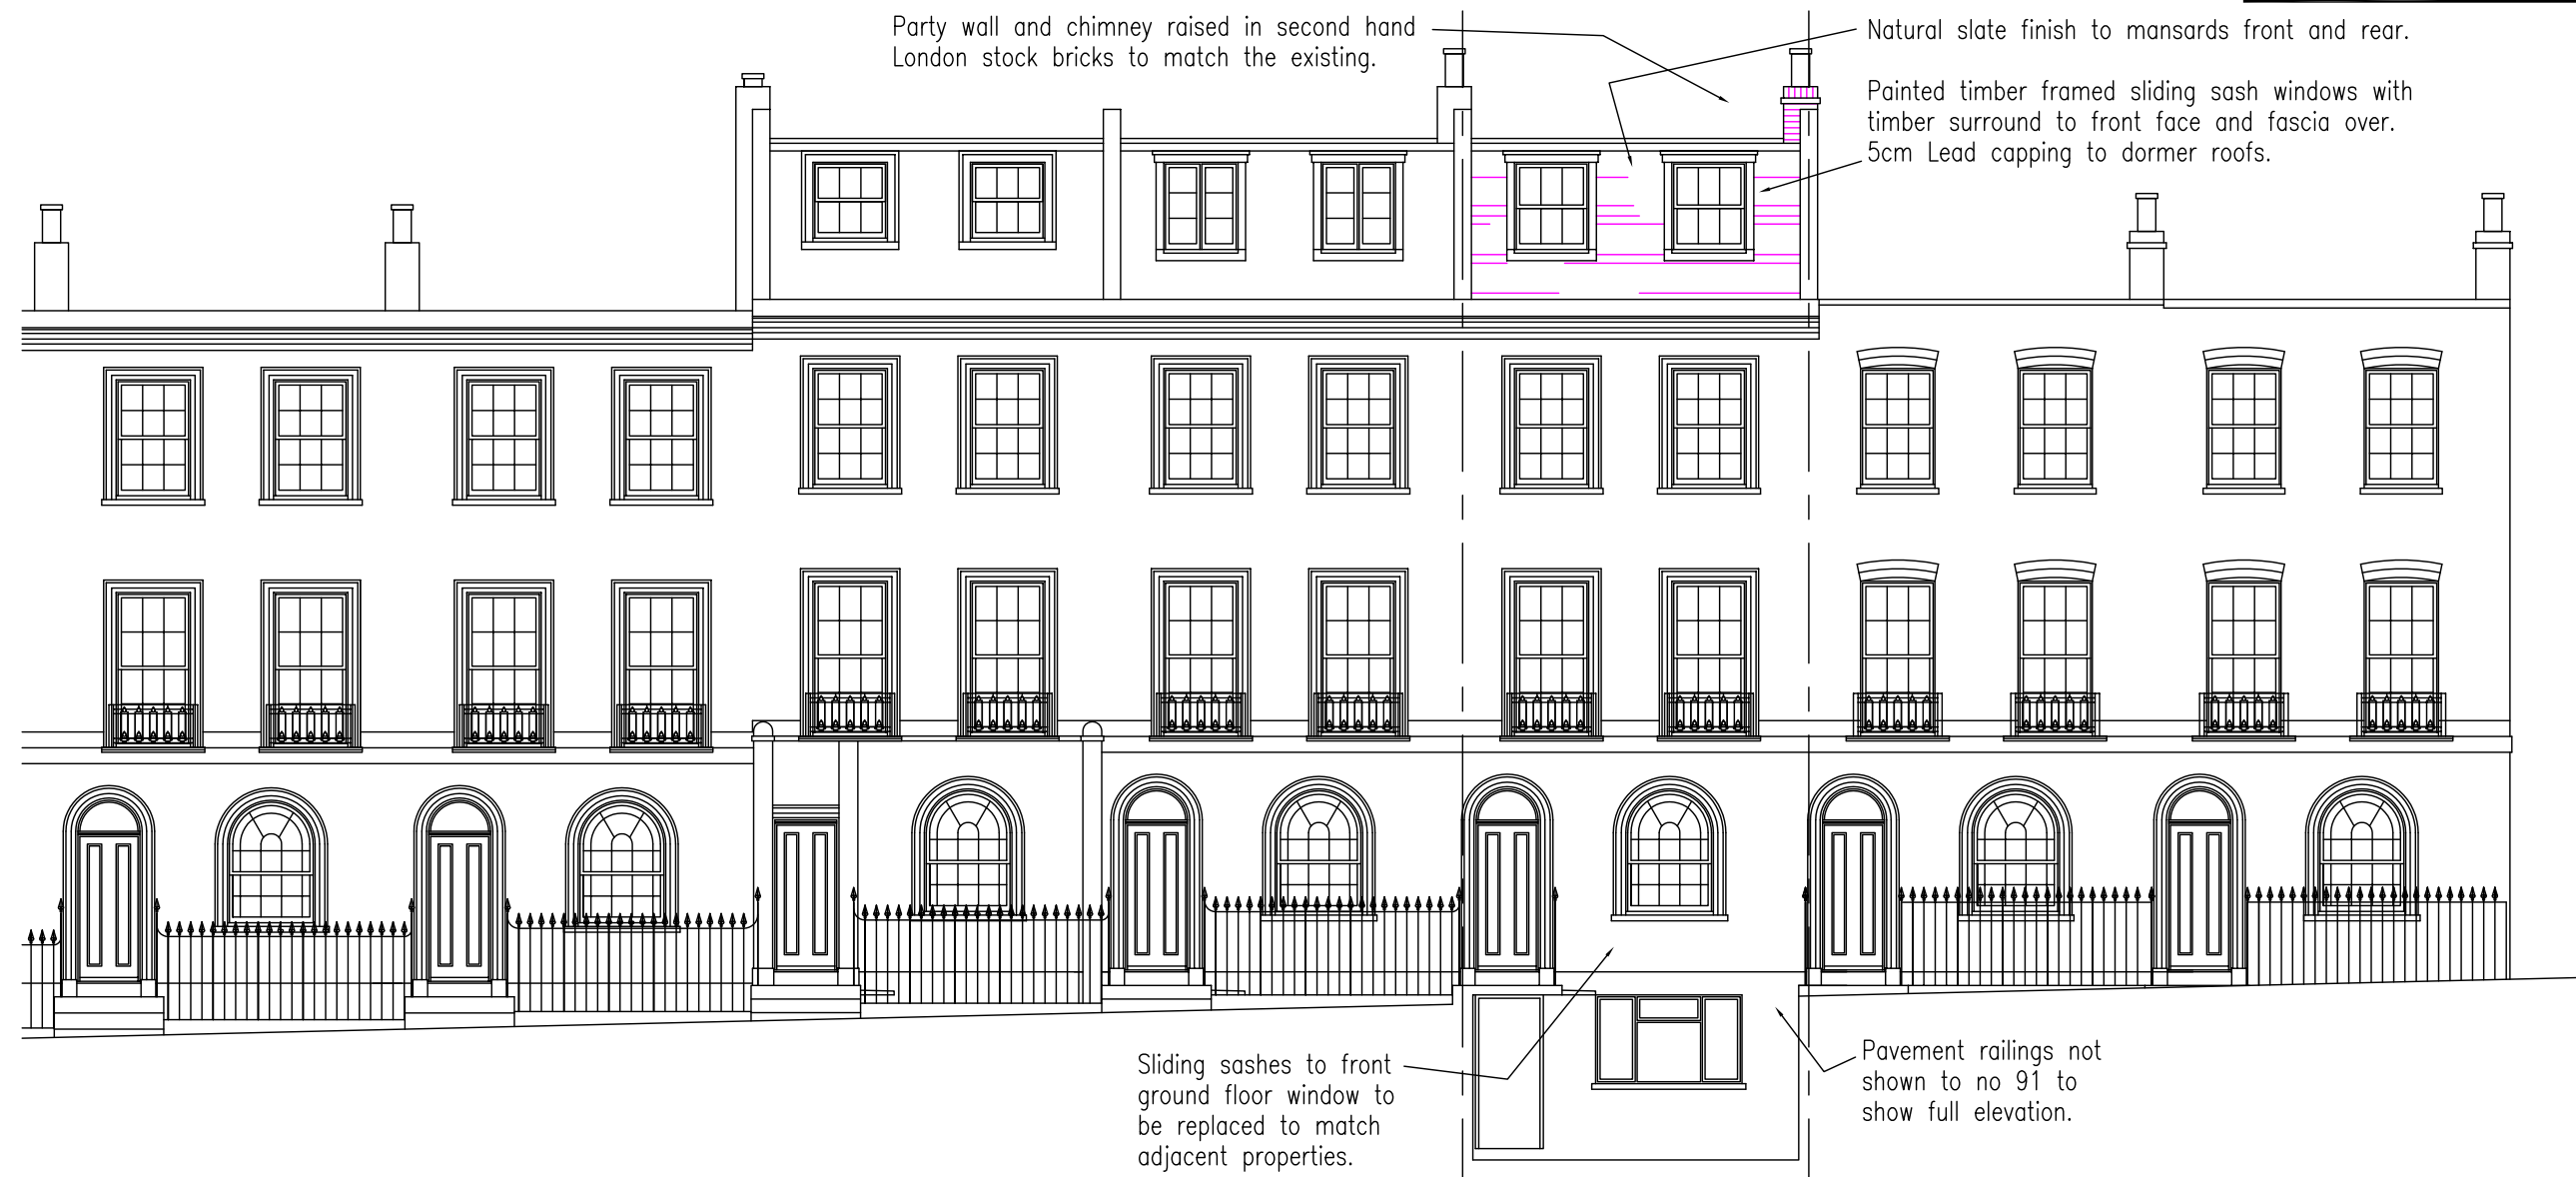 Party wall and chimney raised in second hand
London stock bricks to match the existing.
Natural slate finish to mansards front and rear.
Painted timber framed sliding sash windows with
timber surround to front face and fascia over.
5cm Lead capping to dormer roofs.
Sliding sashes to front
ground floor window to
be replaced to match
adjacent properties.
Pavement railings not
shown to no 91 to
show full elevation.